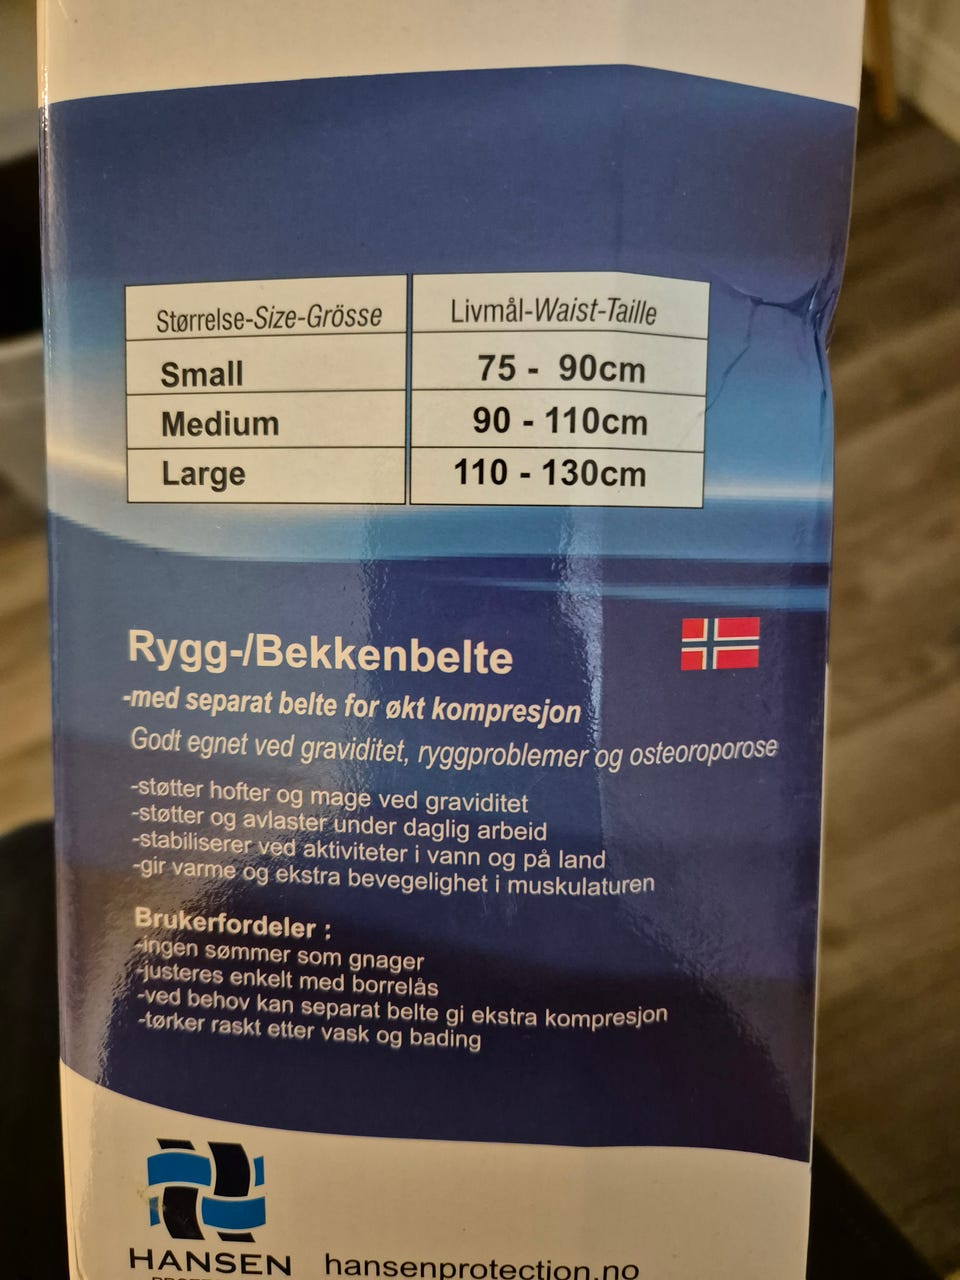 Størrelse-Size-Grösse Livmål-Waist-Taille
Small 75 - 90cm
Medium 90 - 110cm
Large 110 - 130cm
Rygg-/Bekkenbelte
-med separat belte for økt kompresjon
Godt egnet ved graviditet, ryggproblemer og osteoroporose
-støtter hofter og mage ved graviditet
-støtter og avlaster under daglig arbeid
-stabiliserer ved aktiviteter i vann og på land
-gir varme og ekstra bevegelighet i muskulaturen
Brukerfordeler :
-ingen sømmer som gnager
-justeres enkelt med borrelås
-ved behov kan separat belte gi ekstra kompresjon
-tørker raskt etter vask og bading
HANSEN
hansenprotection.no